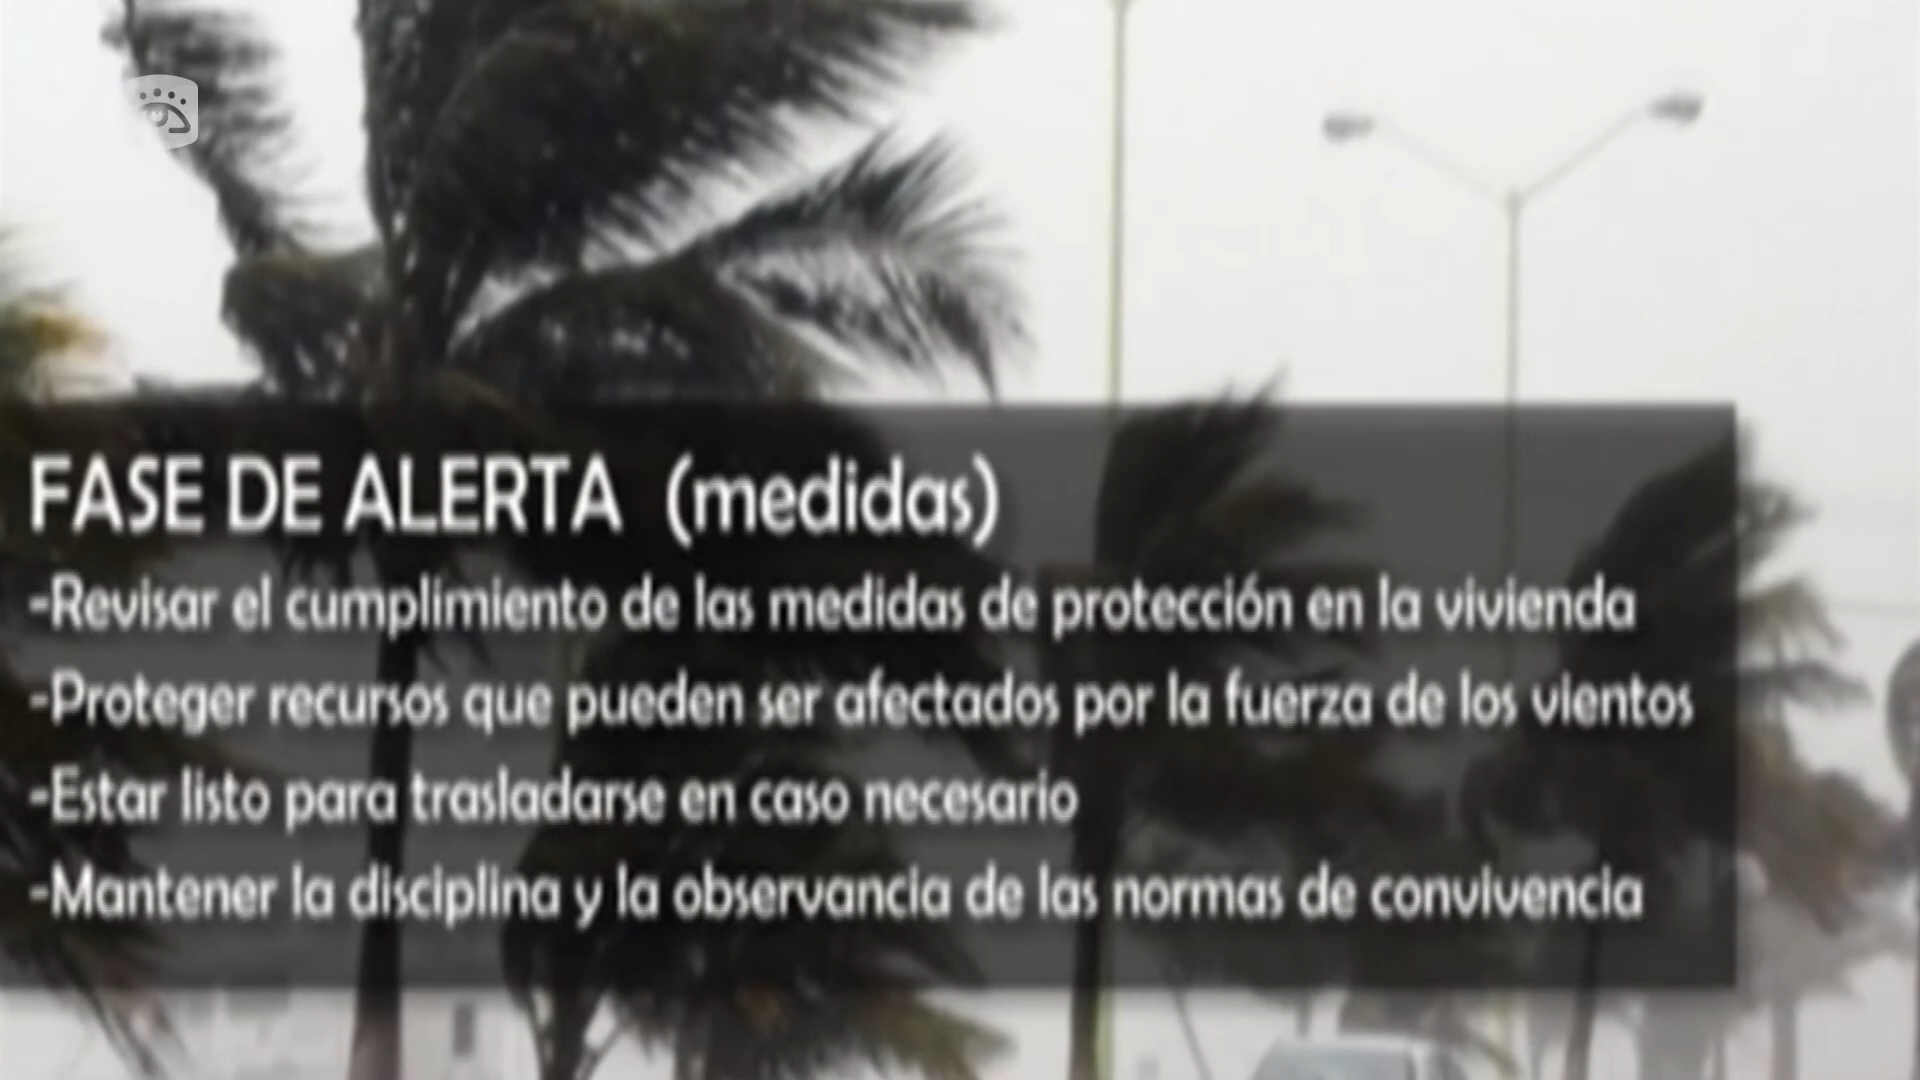 FASE DE ALERTA (medidas)
-Revisar el cumplimiento de las medidas de protección en la vivienda
-Proteger recursos que pueden ser afectados por la fuerza de los vientos
-Estar listo para trasladarse en caso necesario
-Mantener la disciplina y la observancia de las normas de convivencia